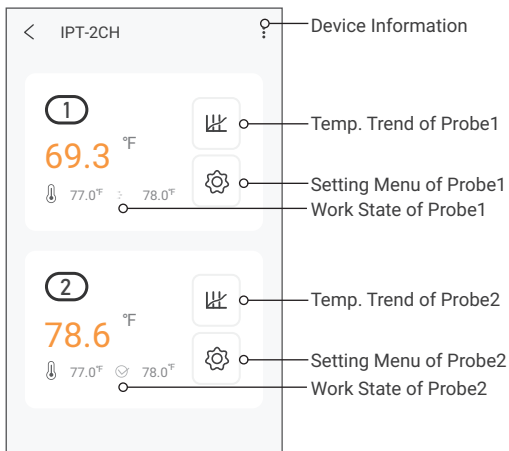 IPT-2CH
Device Information
1
69.3 °F
77.0°F 78.0°F
Temp. Trend of Probe1
Setting Menu of Probe1
Work State of Probe1
2
78.6 °F
77.0°F 78.0°F
Temp. Trend of Probe2
Setting Menu of Probe2
Work State of Probe2